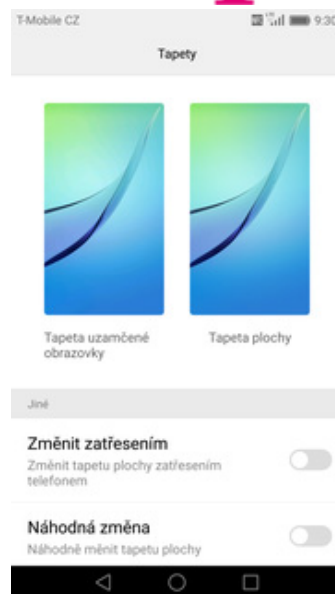 T-Mobile CZ 9:30
Tapety
Tapeta uzamčené
obrazovky
Tapeta plochy
Jiné
Změnit zatřesením
Změnit tapetu plochy zatřesením
telefonem
Náhodná změna
Náhodně měnit tapetu plochy